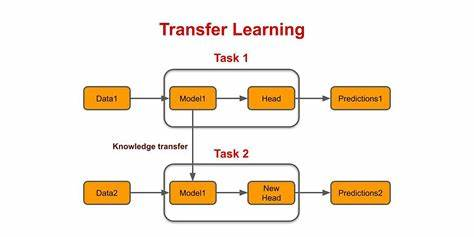 Transfer Learning
Task 1
Data1
Model1
Head
Predictions1
Knowledge transfer
Task 2
Data2
Model1
New
Head
Predictions2